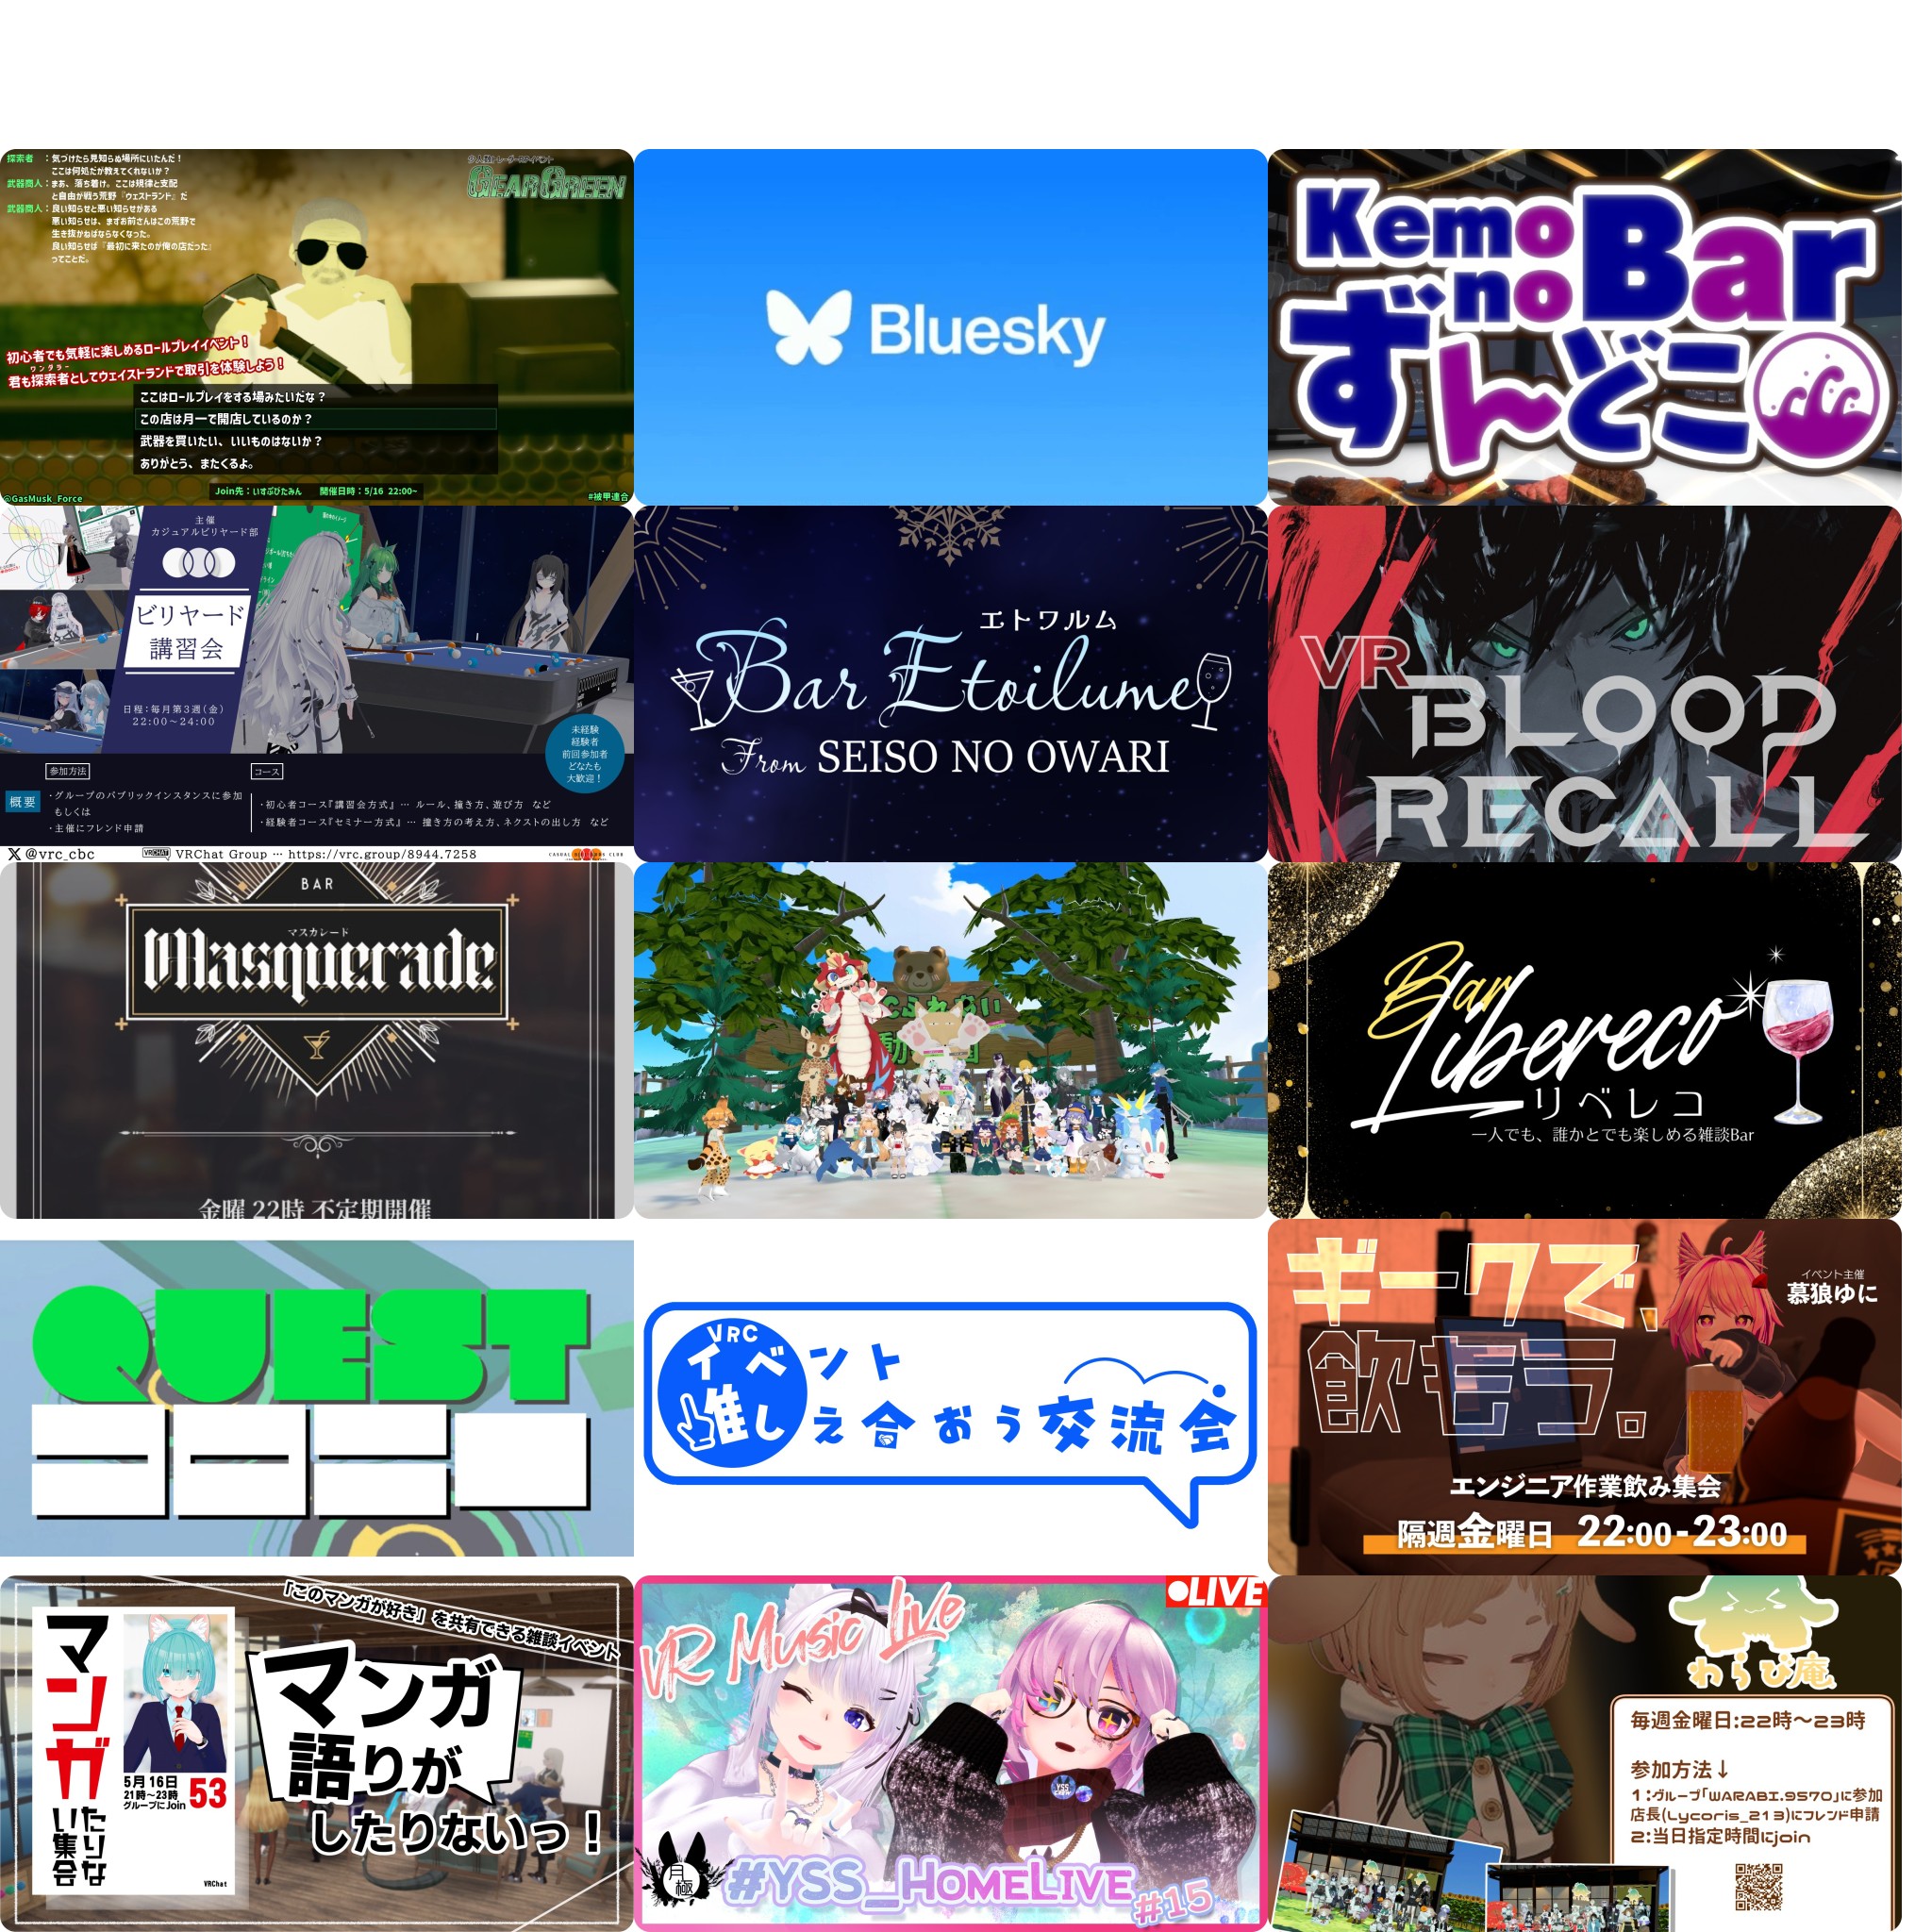 探索者 ：気づけたら見知らぬ場所にいたんだ！
ここは何処だか教えてくれないか？
武器商人：まぁ、落ち着け。ここは規律と支配
と自由が戦う荒野『ウェストランド』だ
武器商人：良い知らせと悪い知らせがある
悪い知らせは、まずお前さんはこの荒野で
生き抜かねばならなくなった。
良い知らせは『最初に来たのが俺の店だった』
ってことだ。
GEAR GREEN
初心者でも気軽に楽しめるロールプレイイベント！
ワンダラー
君も探索者としてウェイストランドで取引を体験しよう！
ここはロールプレイをする場みたいだな？
この店は月一で開店しているのか？
武器を買いたい、いいものはないか？
ありがとう、またくるよ。
@GasMusk_Force
Join先：いすぷびたみん 開催日時：5/16 22:00~
#被甲連合
Bluesky
Kemo
no Bar
ずんどこ
主催
カジュアルビリヤード部
ビリヤード
講習会
日程：毎月第3週(金)
22:00〜24:00
未経験
経験者
前回参加者
どなたも
大歓迎！
参加方法
コース
概要
・グループのパブリックインスタンスに参加
もしくは
・主催にフレンド申請
・初心者コース『講習会方式』… ルール、撞き方、遊び方 など
・経験者コース『セミナー方式』… 撞き方の考え方、ネクストの出し方 など
@vrc_cbc
VRChat Group … https://vrc.group/8944.7258
エトワルム
Bar Etoilume
From SEISO NO OWARI
VR
BLOOD
RECALL
BAR
マスカレード
Masquerade
金曜 22時 不定期開催
ふれあい
動
園
Bar
Libereco
リベレコ
一人でも、誰かとでも楽しめる雑談Bar
QUEST
VRC
イベント
推しえ合おう交流会
ギークで、
飲もう。
イベント主催
慕狼ゆに
エンジニア作業飲み集会
隔週金曜日 22:00-23:00
「このマンガが好き」を共有できる雑談イベント
マンガ
語りが
したりないっ！
マンガ
たりな
い集会
5月16日
21時〜23時
グループにJoin
53
VRChat
LIVE
VR Music Live
月極
YSS
#YSS_HOMELIVE
#15
わらび庵
毎週金曜日:22時〜23時
参加方法↓
1:グループ「WARABI.9570」に参加
店長(Lycoris_213)にフレンド申請
2:当日指定時間にjoin